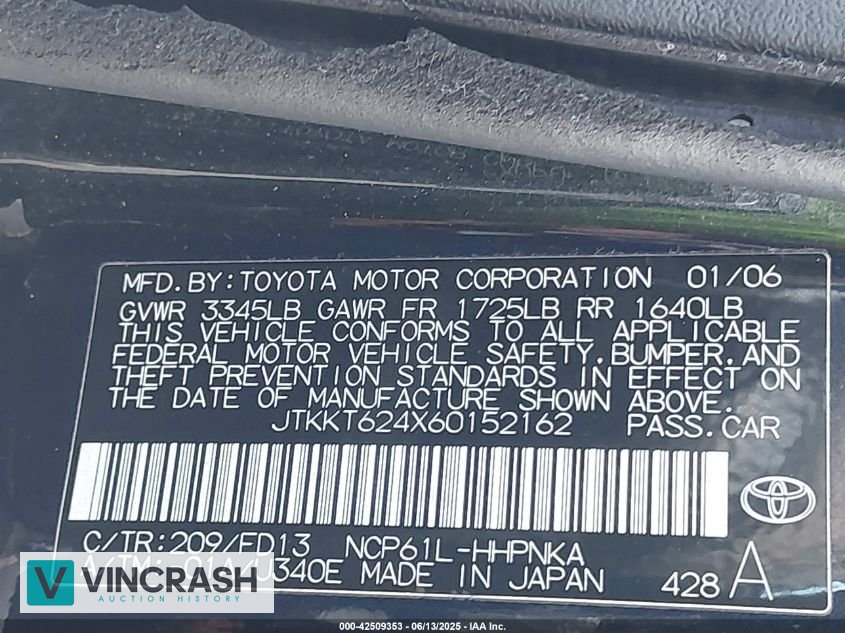 MFD.BY:TOYOTA MOTOR CORPORATION 01/06
GVWR 3345LB GAWR FR 1725LB RR 1640LB
THIS VEHICLE CONFORMS TO ALL APPLICABLE
FEDERAL MOTOR VEHICLE SAFETY,BUMPER,AND
THEFT PREVENTION STANDARDS IN EFFECT ON
THE DATE OF MANUFACTURE SHOWN ABOVE.
JTKKT624X60152162 PASS.CAR
C/TR:209/FD13 NCP61L-HHPNKA
U340E MADE IN JAPAN 428 A
V VINCRASH
AUCTION HISTORY
000-42509353 - 06/13/2025 - IAA Inc.